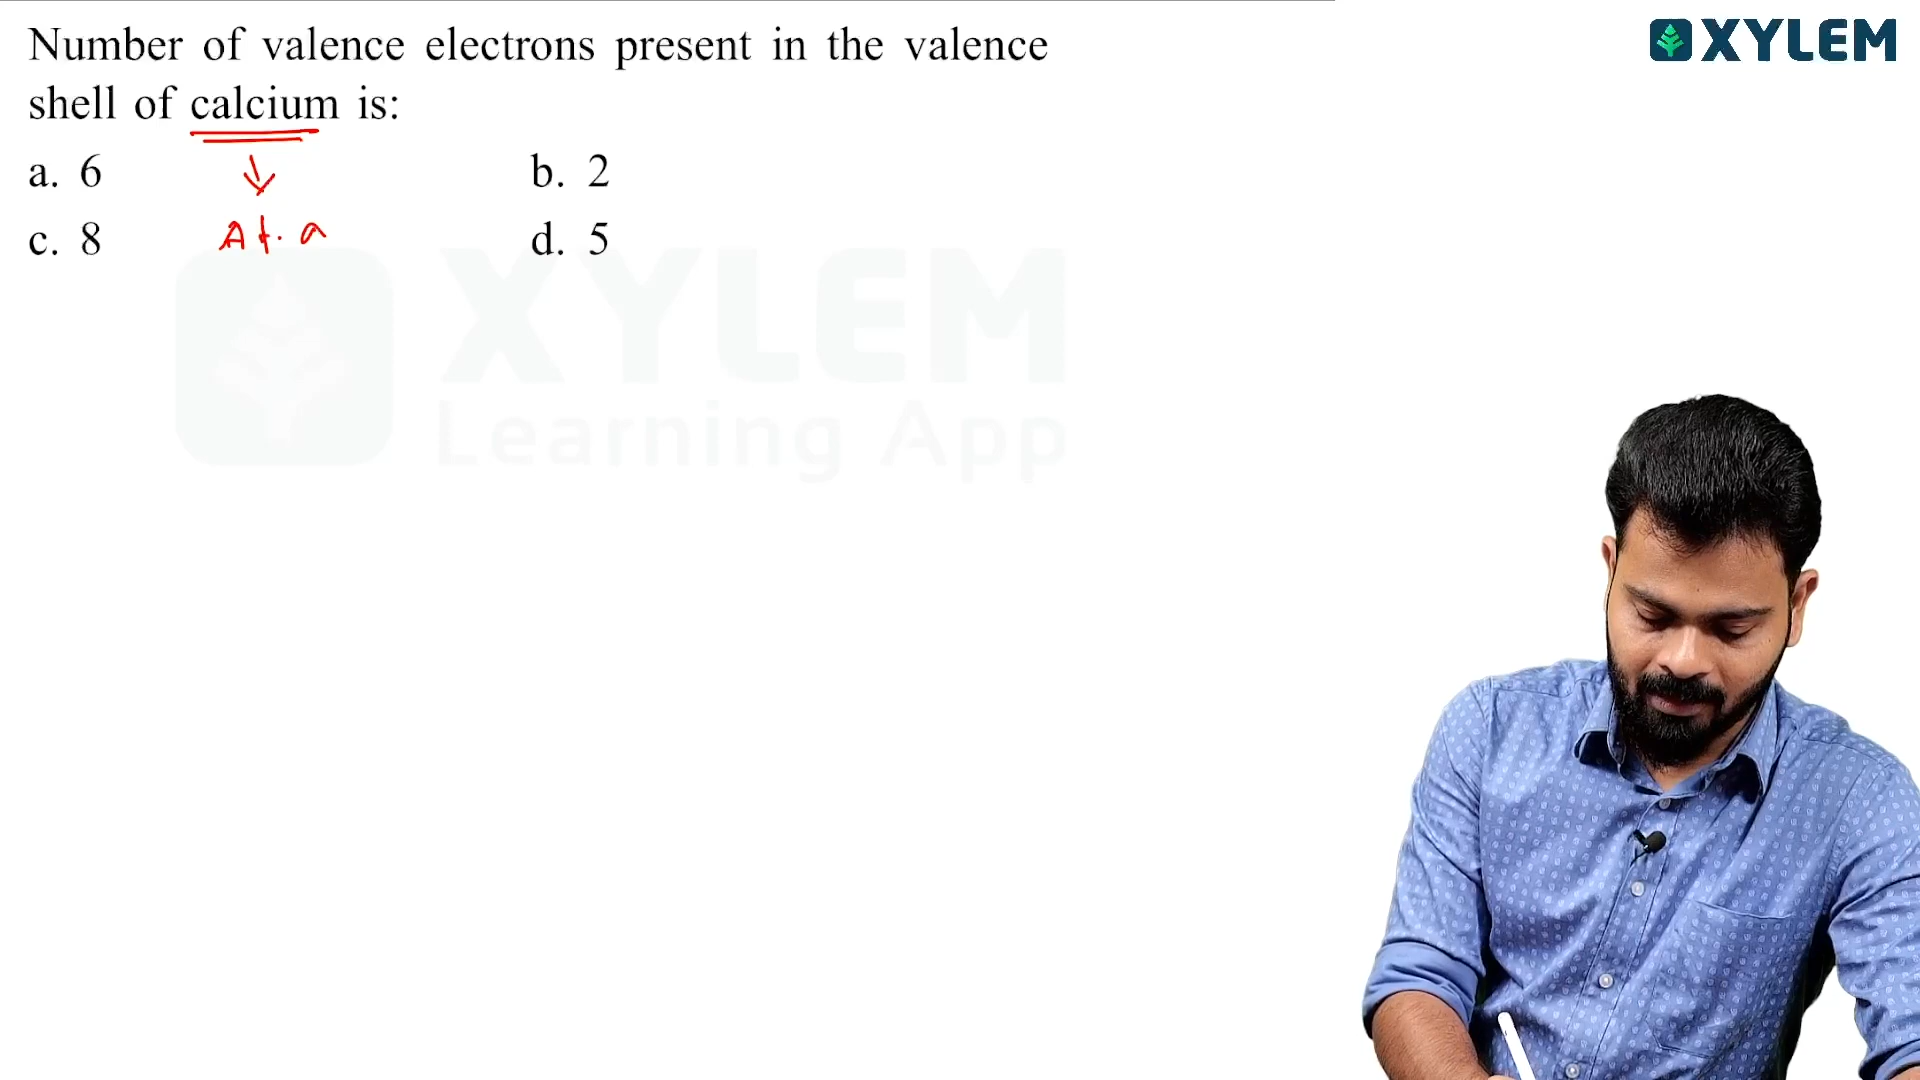 XYLEM
Number of valence electrons present in the valence
shell of calcium is:
a. 6
b. 2
c. 8
d. 5
At. a
XYLEM
Learning App